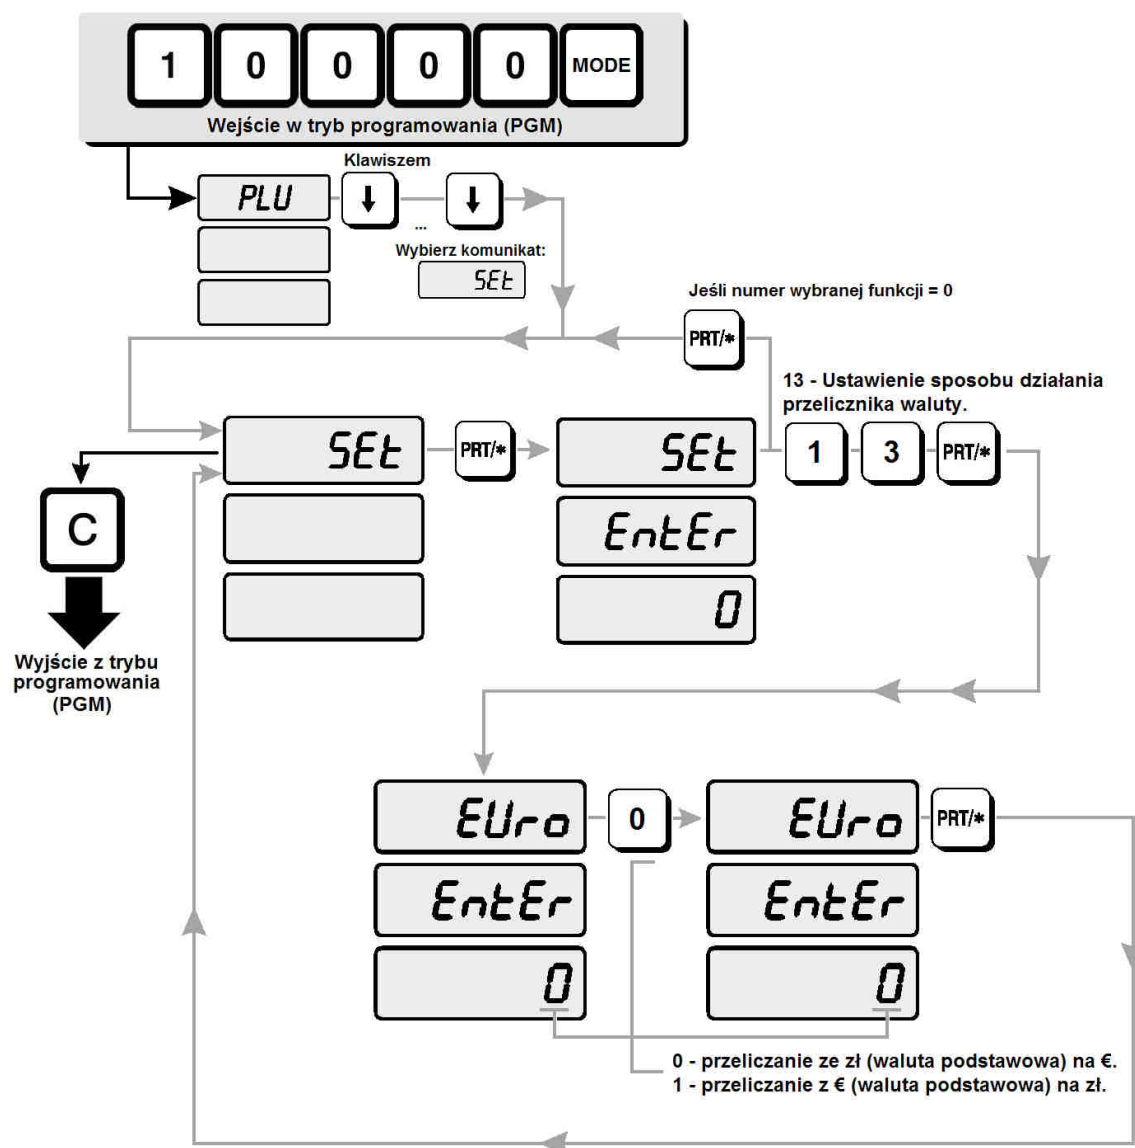 1 0 0 0 0 MODE
Wejście w tryb programowania (PGM)
Klawiszem
PLU
...
Wybierz komunikat:
SEt
Jeśli numer wybranej funkcji = 0
PRT/*
13 - Ustawienie sposobu działania
przelicznika waluty.
SEt PRT/* SEt 1 3 PRT/*
C
EntEr
0
Wyjście z trybu
programowania
(PGM)
EUro 0 EUro PRT/*
EntEr EntEr
0 0
0 - przeliczanie ze zł (waluta podstawowa) na €.
1 - przeliczanie z € (waluta podstawowa) na zł.